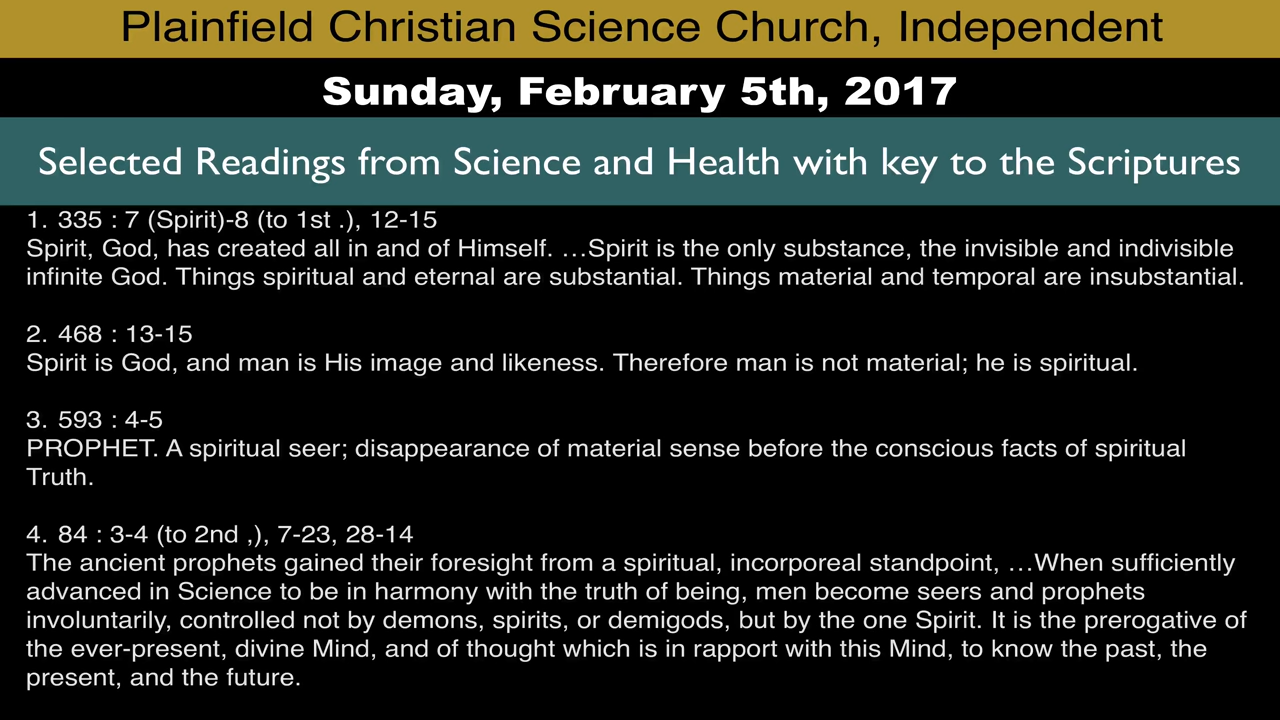 Plainfield Christian Science Church, Independent
Sunday, February 5th, 2017
Selected Readings from Science and Health with key to the Scriptures
1. 335 : 7 (Spirit)-8 (to 1st .), 12-15
Spirit, God, has created all in and of Himself. …Spirit is the only substance, the invisible and indivisible
infinite God. Things spiritual and eternal are substantial. Things material and temporal are insubstantial.
2. 468 : 13-15
Spirit is God, and man is His image and likeness. Therefore man is not material; he is spiritual.
3. 593 : 4-5
PROPHET. A spiritual seer; disappearance of material sense before the conscious facts of spiritual
Truth.
4. 84 : 3-4 (to 2nd ,), 7-23, 28-14
The ancient prophets gained their foresight from a spiritual, incorporeal standpoint, …When sufficiently
advanced in Science to be in harmony with the truth of being, men become seers and prophets
involuntarily, controlled not by demons, spirits, or demigods, but by the one Spirit. It is the prerogative of
the ever-present, divine Mind, and of thought which is in rapport with this Mind, to know the past, the
present, and the future.